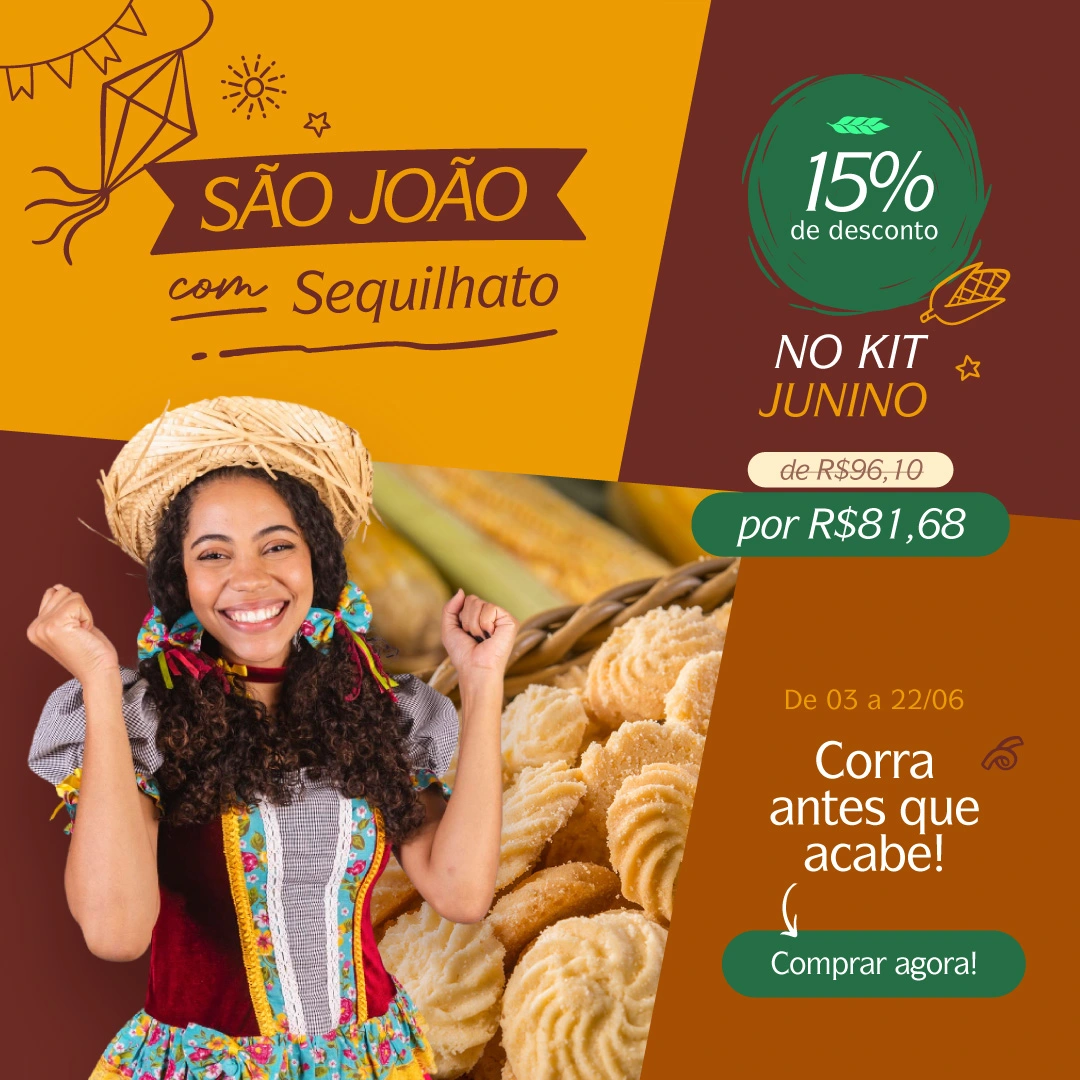 SÃO JOÃO
com Sequilhato
15%
de desconto
NO KIT
JUNINO
de R$96,10
por R$81,68
De 03 a 22/06
Corra
antes que
acabe!
Comprar agora!